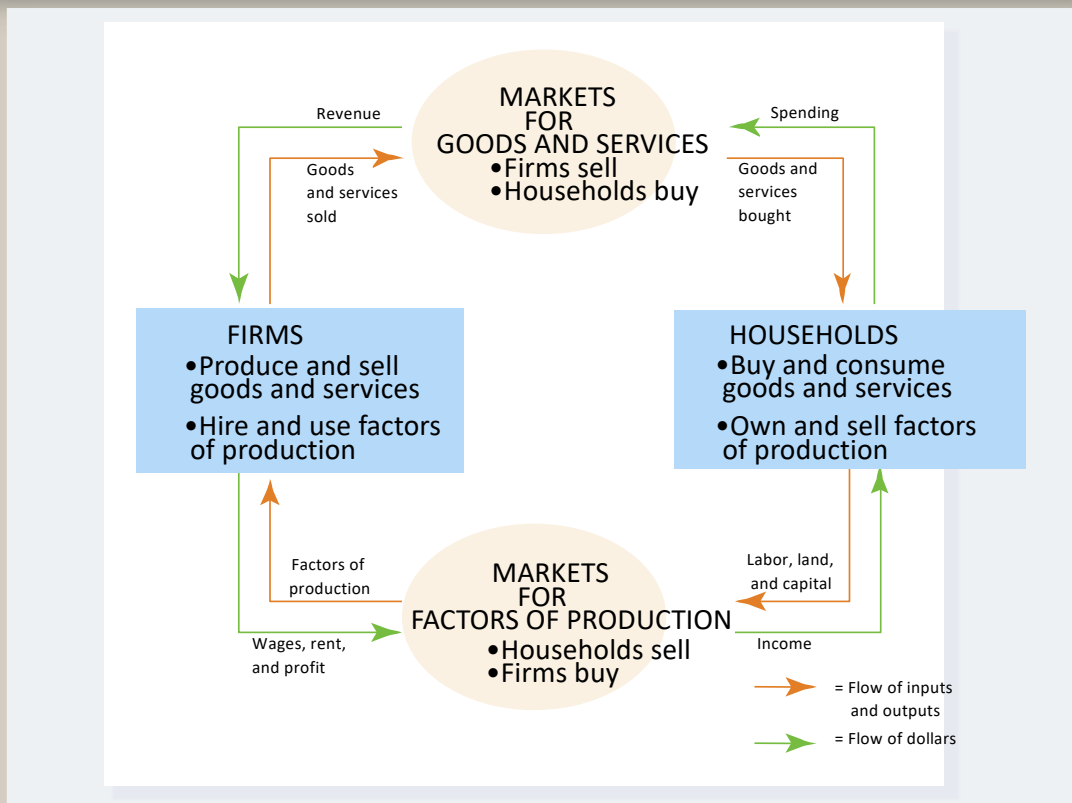 MARKETS
FOR
GOODS AND SERVICES
•Firms sell
•Households buy
Revenue
Goods
and services
sold
Spending
Goods and
services
bought
FIRMS
•Produce and sell
goods and services
•Hire and use factors
of production
HOUSEHOLDS
•Buy and consume
goods and services
•Own and sell factors
of production
Factors of
production
Wages, rent,
and profit
MARKETS
FOR
FACTORS OF PRODUCTION
•Households sell
•Firms buy
Labor, land,
and capital
Income
= Flow of inputs
and outputs
= Flow of dollars